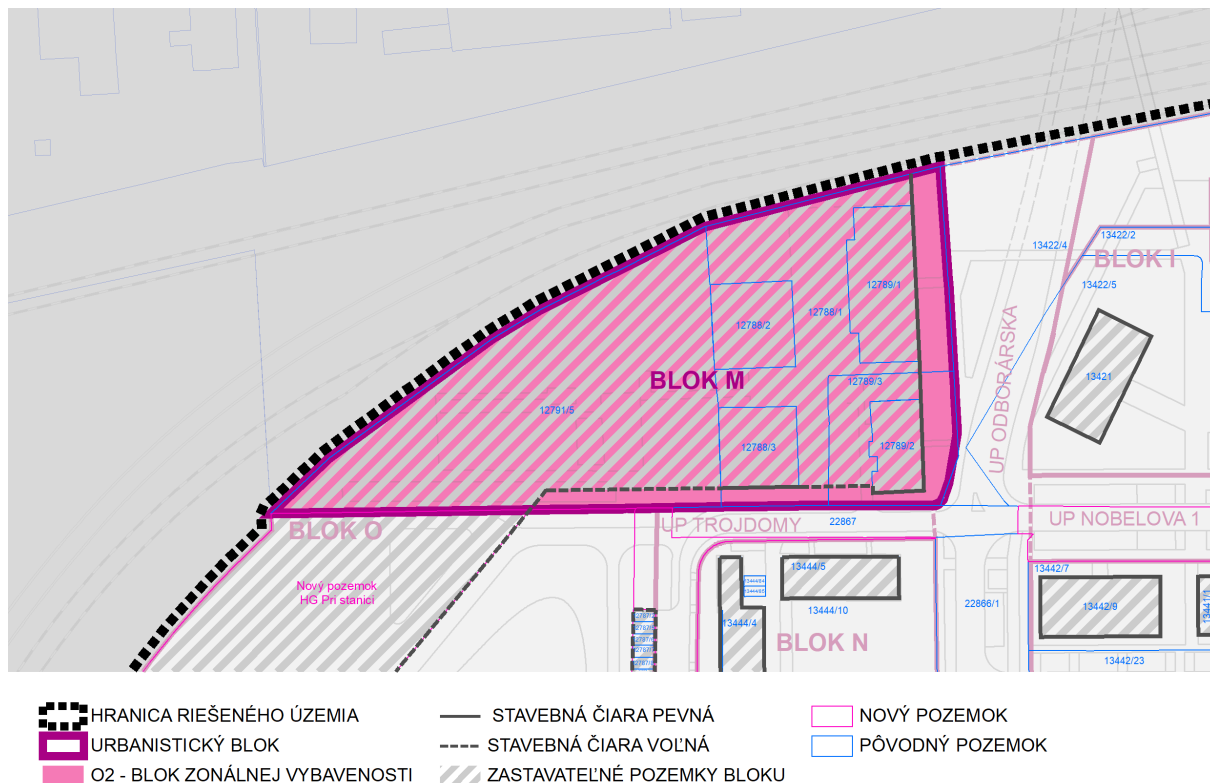 13422/2
13422/4
BLOK I
13422/5
12789/1
12788/1
12788/2
UP ODBORÁRSKA
BLOK M
12789/3
13421
12791/5
12789/2
12788/3
BLOK O
UP TROJDOMY
22867
UP NOBELOVA 1
13444/5
13442/7
Nový pozemok
HG Pri stanici
13444/10
22866/1
13442/9
13441/1
13444/4
BLOK N
13442/23
HRANICA RIEŠENÉHO ÚZEMIA
STAVEBNÁ ČIARA PEVNÁ
NOVÝ POZEMOK
URBANISTICKÝ BLOK
STAVEBNÁ ČIARA VOĽNÁ
PÔVODNÝ POZEMOK
O2 - BLOK ZONÁLNEJ VYBAVENOSTI
ZASTAVATEĽNÉ POZEMKY BLOKU